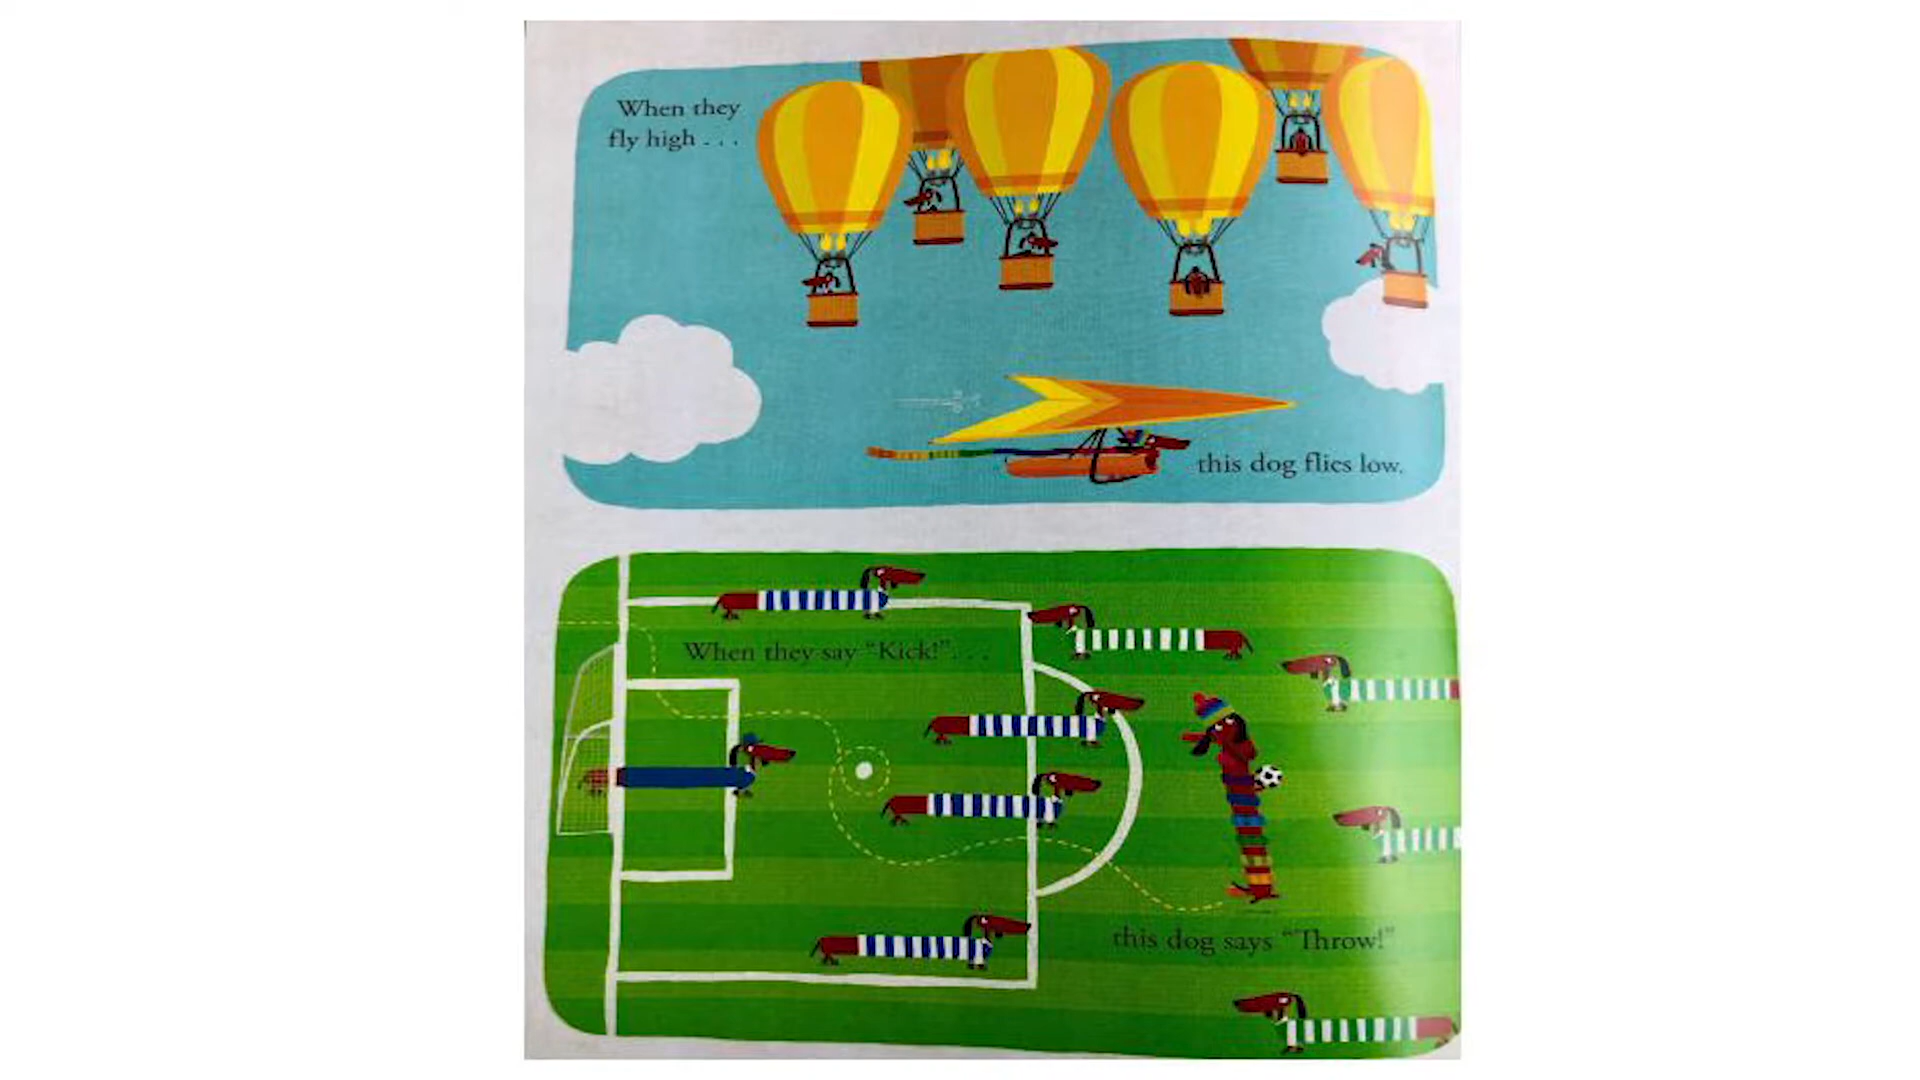 When they
fly high . . .
this dog flies low.
When they say “Kick!”. . .
this dog says “Throw!”